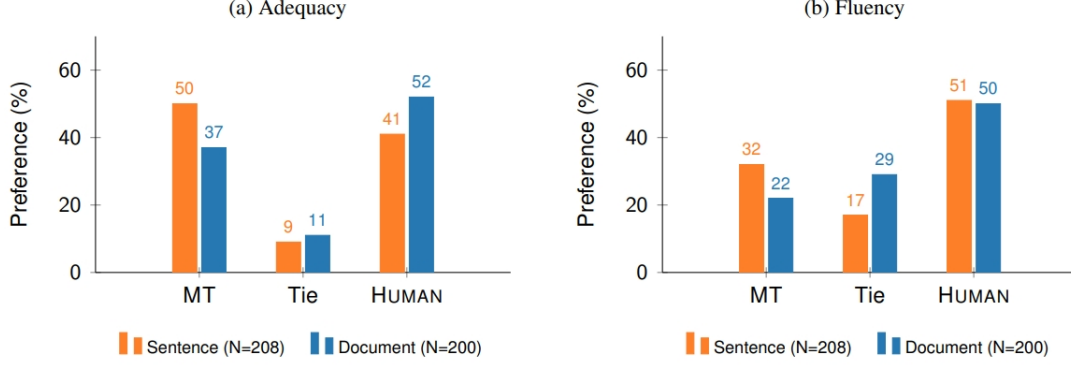 (a) Adequacy
Preference (%)
60
40
20
0
50
37
9
11
41
52
MT
Tie
HUMAN
Sentence (N=208)
Document (N=200)
(b) Fluency
Preference (%)
60
40
20
0
32
22
17
29
51
50
MT
Tie
HUMAN
Sentence (N=208)
Document (N=200)